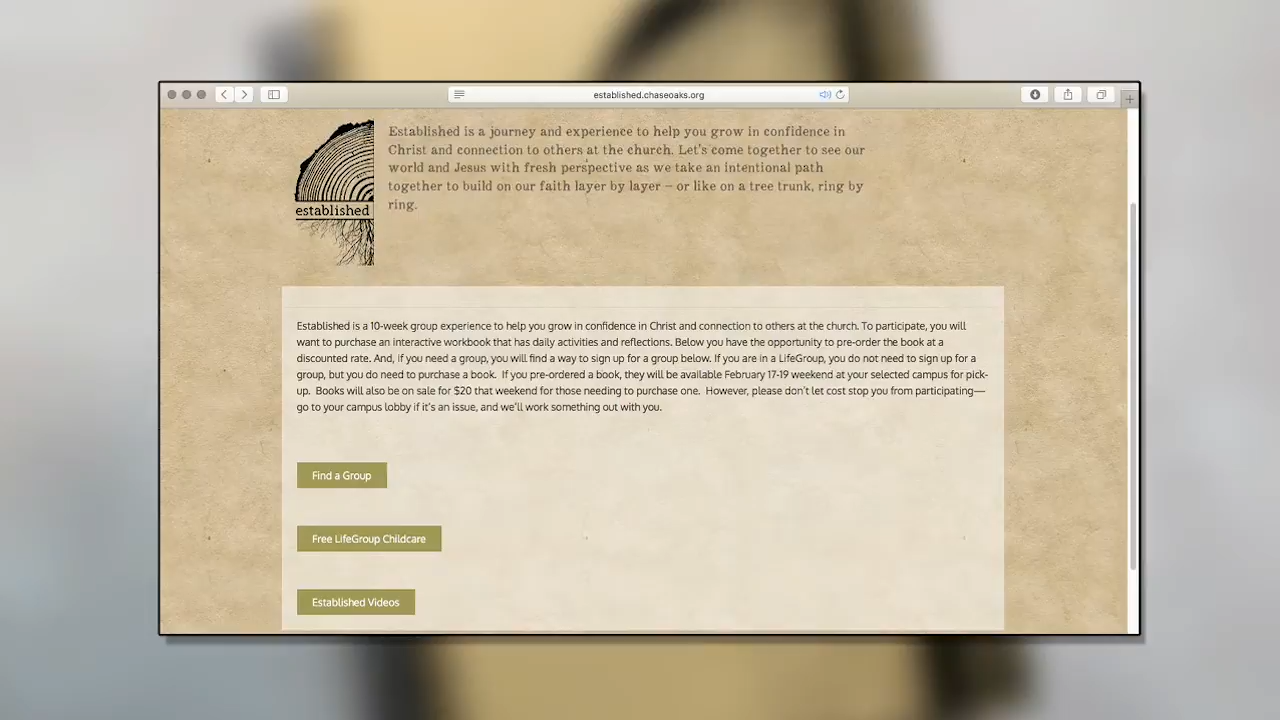 established.chaseoaks.org
Established is a journey and experience to help you grow in confidence in
Christ and connection to others at the church. Let's come together to see our
world and Jesus with fresh perspective as we take an intentional path
together to build on our faith layer by layer – or like on a tree trunk, ring by
ring.
established
Established is a 10-week group experience to help you grow in confidence in Christ and connection to others at the church. To participate, you will
want to purchase an interactive workbook that has daily activities and reflections. Below you have the opportunity to pre-order the book at a
discounted rate. And, if you need a group, you will find a way to sign up for a group below. If you are in a LifeGroup, you do not need to sign up for a
group, but you do need to purchase a book.  If you pre-ordered a book, they will be available February 17-19 weekend at your selected campus for pick-
up.  Books will also be on sale for $20 that weekend for those needing to purchase one.  However, please don't let cost stop you from participating—
go to your campus lobby if it's an issue, and we'll work something out with you.
Find a Group
Free LifeGroup Childcare
Established Videos